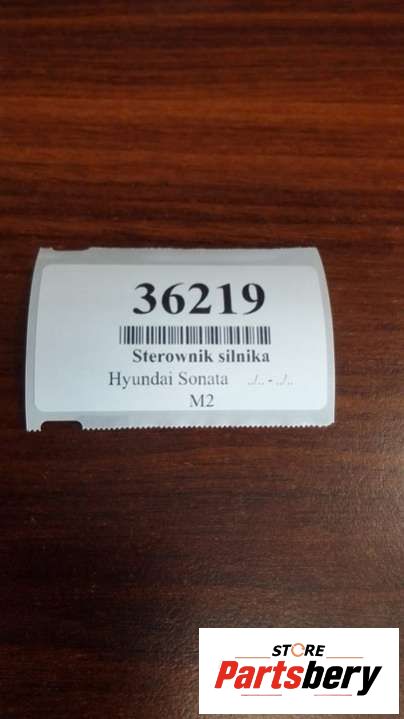 36219
Sterownik silnika
Hyundai Sonata ../.. - ../..
M2
STORE
Partsbery